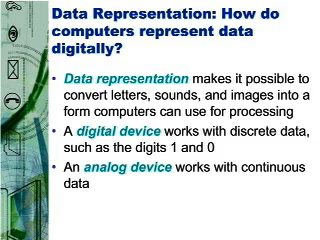 Data Representation: How do
computers represent data
digitally?
• Data representation makes it possible to
convert letters, sounds, and images into a
form computers can use for processing
• A digital device works with discrete data,
such as the digits 1 and 0
• An analog device works with continuous
data